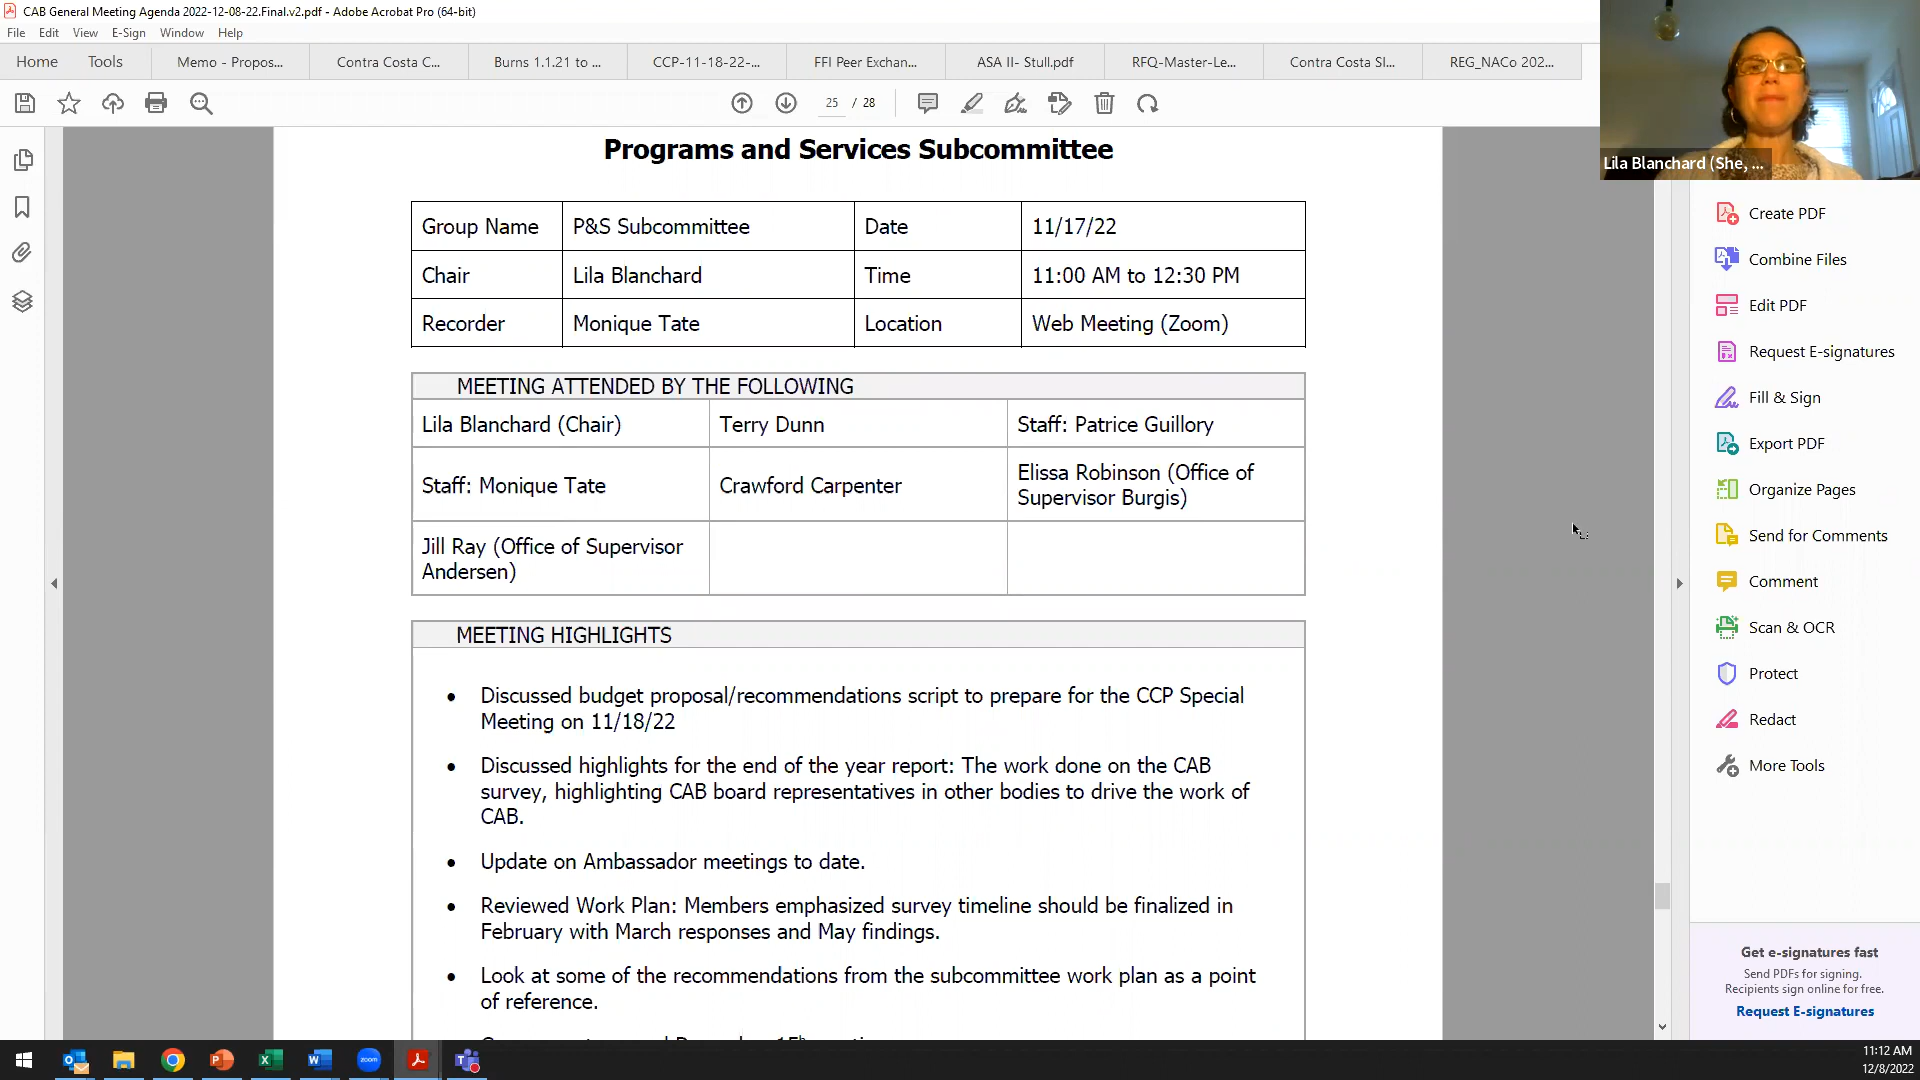 CAB General Meeting Agenda 2022-12-08-22.Final.v2.pdf - Adobe Acrobat Pro (64-bit)
File Edit View E-Sign Window Help
Home Tools Memo - Propos... Contra Costa C... Burns 1.1.21 to ... CCP-11-18-22-... FFI Peer Exchan... ASA II- Stull.pdf RFQ-Master-Le... Contra Costa Sl... REG_NACo 202...
25 / 28
Lila Blanchard (She, ...
Programs and Services Subcommittee
Group Name P&S Subcommittee Date 11/17/22
Chair Lila Blanchard Time 11:00 AM to 12:30 PM
Recorder Monique Tate Location Web Meeting (Zoom)
MEETING ATTENDED BY THE FOLLOWING
Lila Blanchard (Chair) Terry Dunn Staff: Patrice Guillory
Staff: Monique Tate Crawford Carpenter Elissa Robinson (Office of
Supervisor Burgis)
Jill Ray (Office of Supervisor
Andersen)
MEETING HIGHLIGHTS
• Discussed budget proposal/recommendations script to prepare for the CCP Special
Meeting on 11/18/22
• Discussed highlights for the end of the year report: The work done on the CAB
survey, highlighting CAB board representatives in other bodies to drive the work of
CAB.
• Update on Ambassador meetings to date.
• Reviewed Work Plan: Members emphasized survey timeline should be finalized in
February with March responses and May findings.
• Look at some of the recommendations from the subcommittee work plan as a point
of reference.
Create PDF
Combine Files
Edit PDF
Request E-signatures
Fill & Sign
Export PDF
Organize Pages
Send for Comments
Comment
Scan & OCR
Protect
Redact
More Tools
Get e-signatures fast
Send PDFs for signing.
Recipients sign online for free.
Request E-signatures
zoom
11:12 AM
12/8/2022